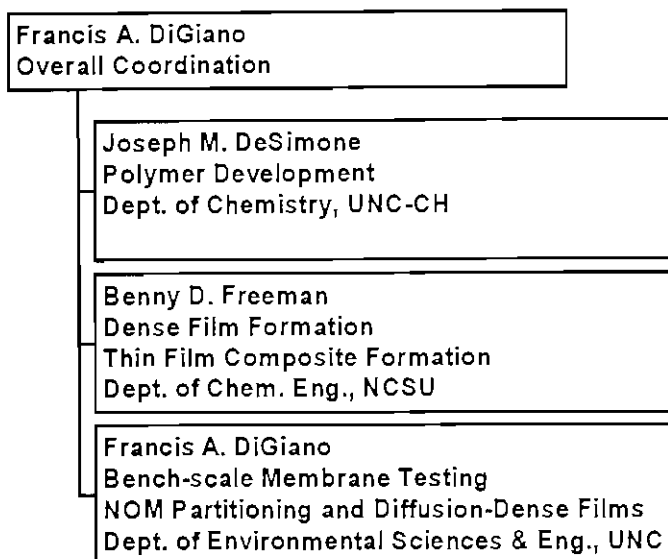 Francis A. DiGiano
Overall Coordination
Joseph M. DeSimone
Polymer Development
Dept. of Chemistry, UNC-CH
Benny D. Freeman
Dense Film Formation
Thin Film Composite Formation
Dept. of Chem. Eng., NCSU
Francis A. DiGiano
Bench-scale Membrane Testing
NOM Partitioning and Diffusion-Dense Films
Dept. of Environmental Sciences & Eng., UNC